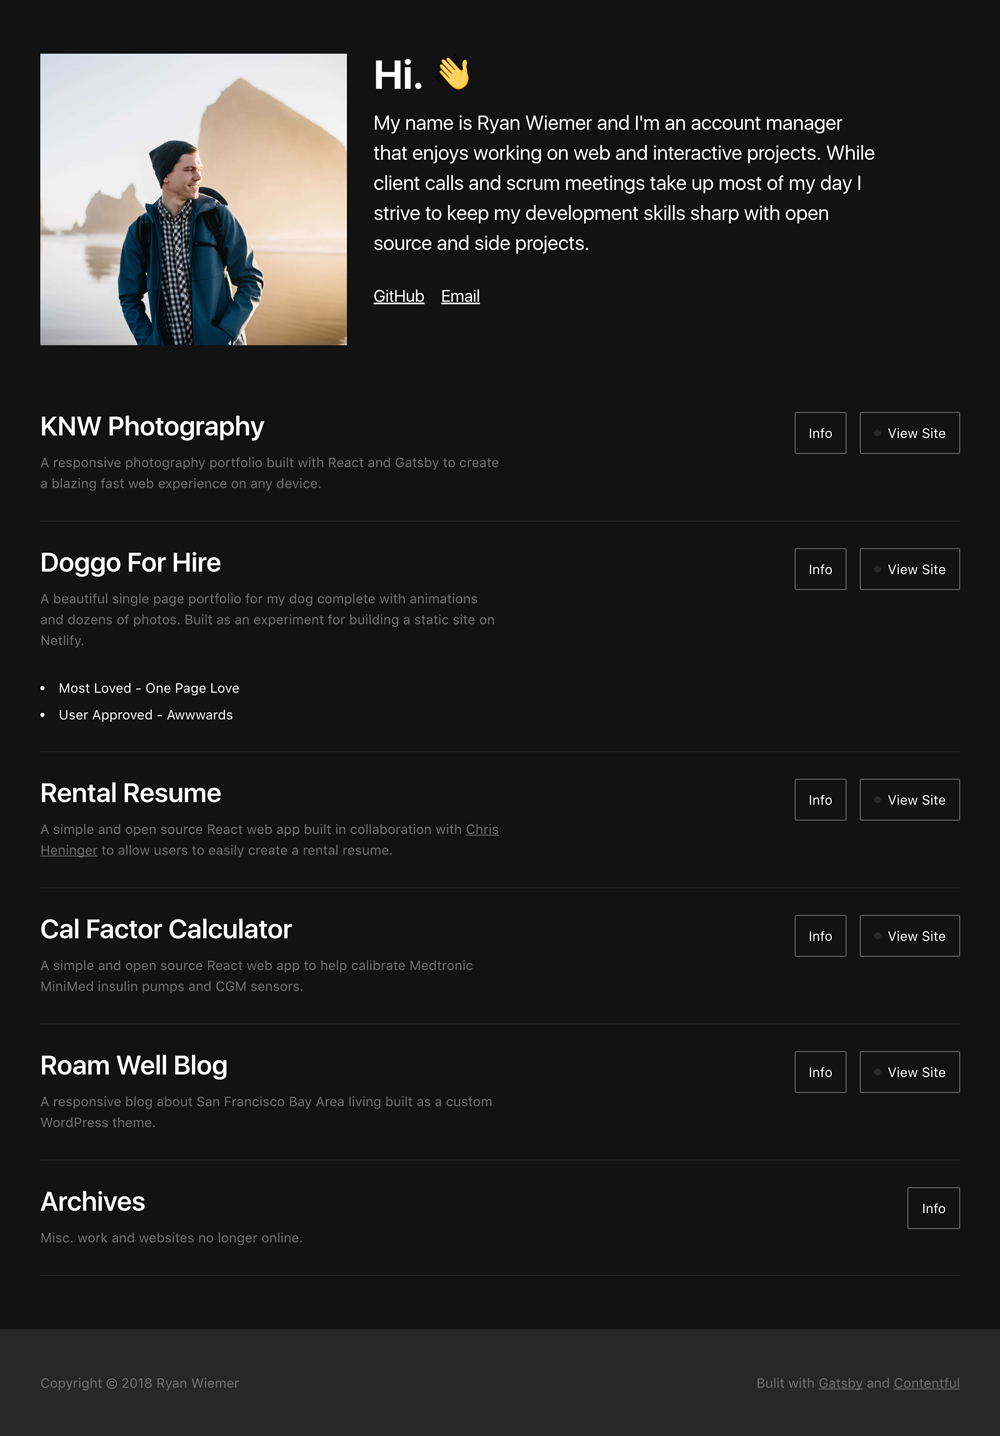 Hi. 👋
My name is Ryan Wiemer and I'm an account manager
that enjoys working on web and interactive projects. While
client calls and scrum meetings take up most of my day I
strive to keep my development skills sharp with open
source and side projects.
GitHub Email
KNW Photography
Info View Site
A responsive photography portfolio built with React and Gatsby to create
a blazing fast web experience on any device.
Doggo For Hire
Info View Site
A beautiful single page portfolio for my dog complete with animations
and dozens of photos. Built as an experiment for building a static site on
Netlify.
• Most Loved - One Page Love
• User Approved - Awwwards
Rental Resume
Info View Site
A simple and open source React web app built in collaboration with Chris
Heninger to allow users to easily create a rental resume.
Cal Factor Calculator
Info View Site
A simple and open source React web app to help calibrate Medtronic
MiniMed insulin pumps and CGM sensors.
Roam Well Blog
Info View Site
A responsive blog about San Francisco Bay Area living built as a custom
WordPress theme.
Archives
Info
Misc. work and websites no longer online.
Copyright © 2018 Ryan Wiemer
Bulit with Gatsby and Contentful